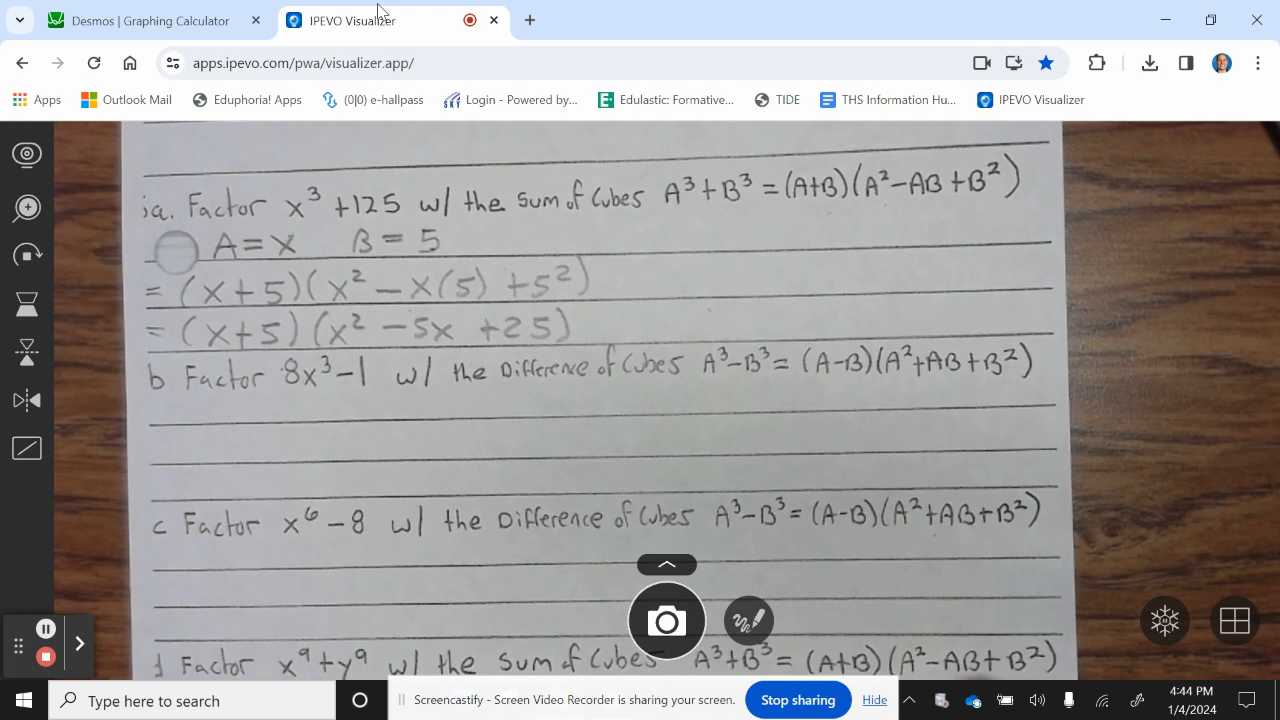 Desmos | Graphing Calculator
IPEVO Visualizer
apps.ipevo.com/pwa/visualizer.app/
Apps Outlook Mail Eduphoria! Apps (0|0) e-hallpass Login - Powered by... Edulastic: Formative... TIDE THS Information Hu... IPEVO Visualizer
a. Factor x³ +125 w/ the Sum of Cubes A³ + B³ = (A+B)(A² - AB + B²)
A = x B = 5
= (x+5)(x² - x(5) + 5²)
= (x+5)(x² - 5x + 25)
b Factor 8x³ - 1 w/ the Difference of Cubes A³ - B³ = (A-B)(A² + AB + B²)
c Factor x⁶ - 8 w/ the Difference of Cubes A³ - B³ = (A-B)(A² + AB + B²)
Factor x⁹ + y⁹ w/ the Sum of Cubes A³ + B³ = (A+B)(A² - AB + B²)
Screencastify - Screen Video Recorder is sharing your screen. Stop sharing Hide
Type here to search
4:44 PM
1/4/2024